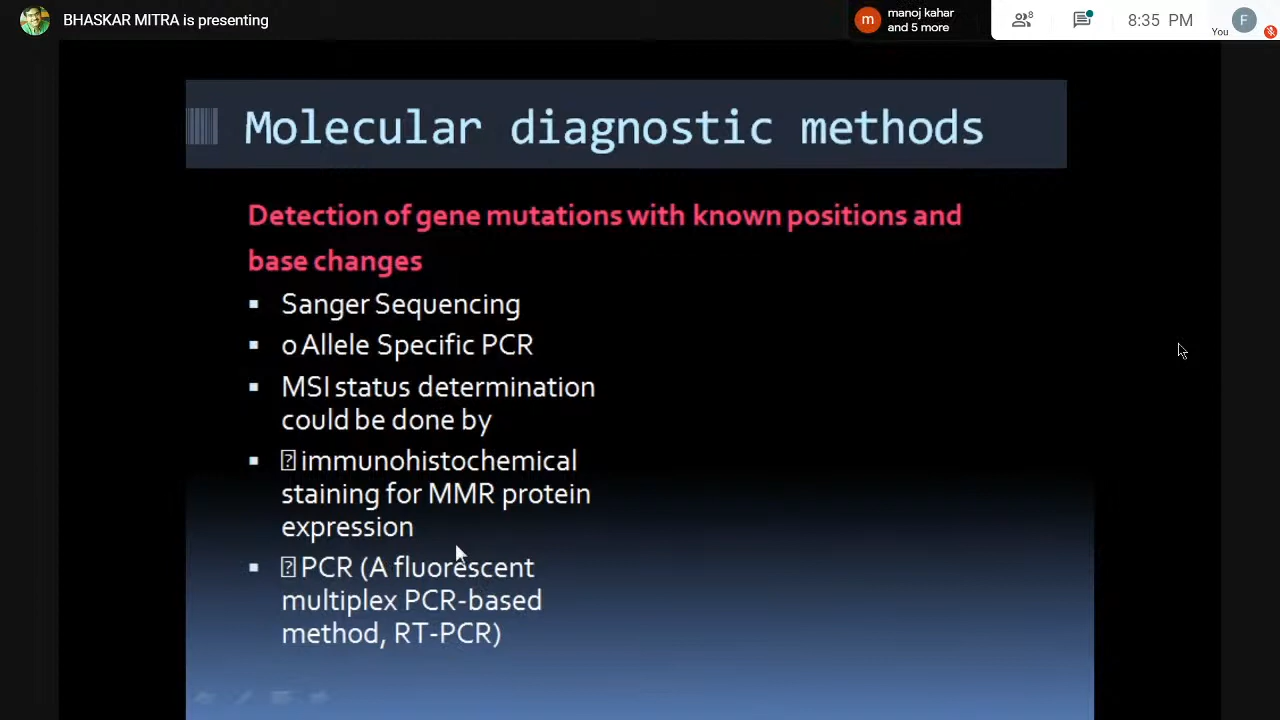 BHASKAR MITRA is presenting
m
manoj kahar
and 5 more
8
8:35 PM
You
F
Molecular diagnostic methods
Detection of gene mutations with known positions and
base changes
▪ Sanger Sequencing
▪ o Allele Specific PCR
▪ MSI status determination
could be done by
▪ immunohistochemical
staining for MMR protein
expression
▪ PCR (A fluorescent
multiplex PCR-based
method, RT-PCR)